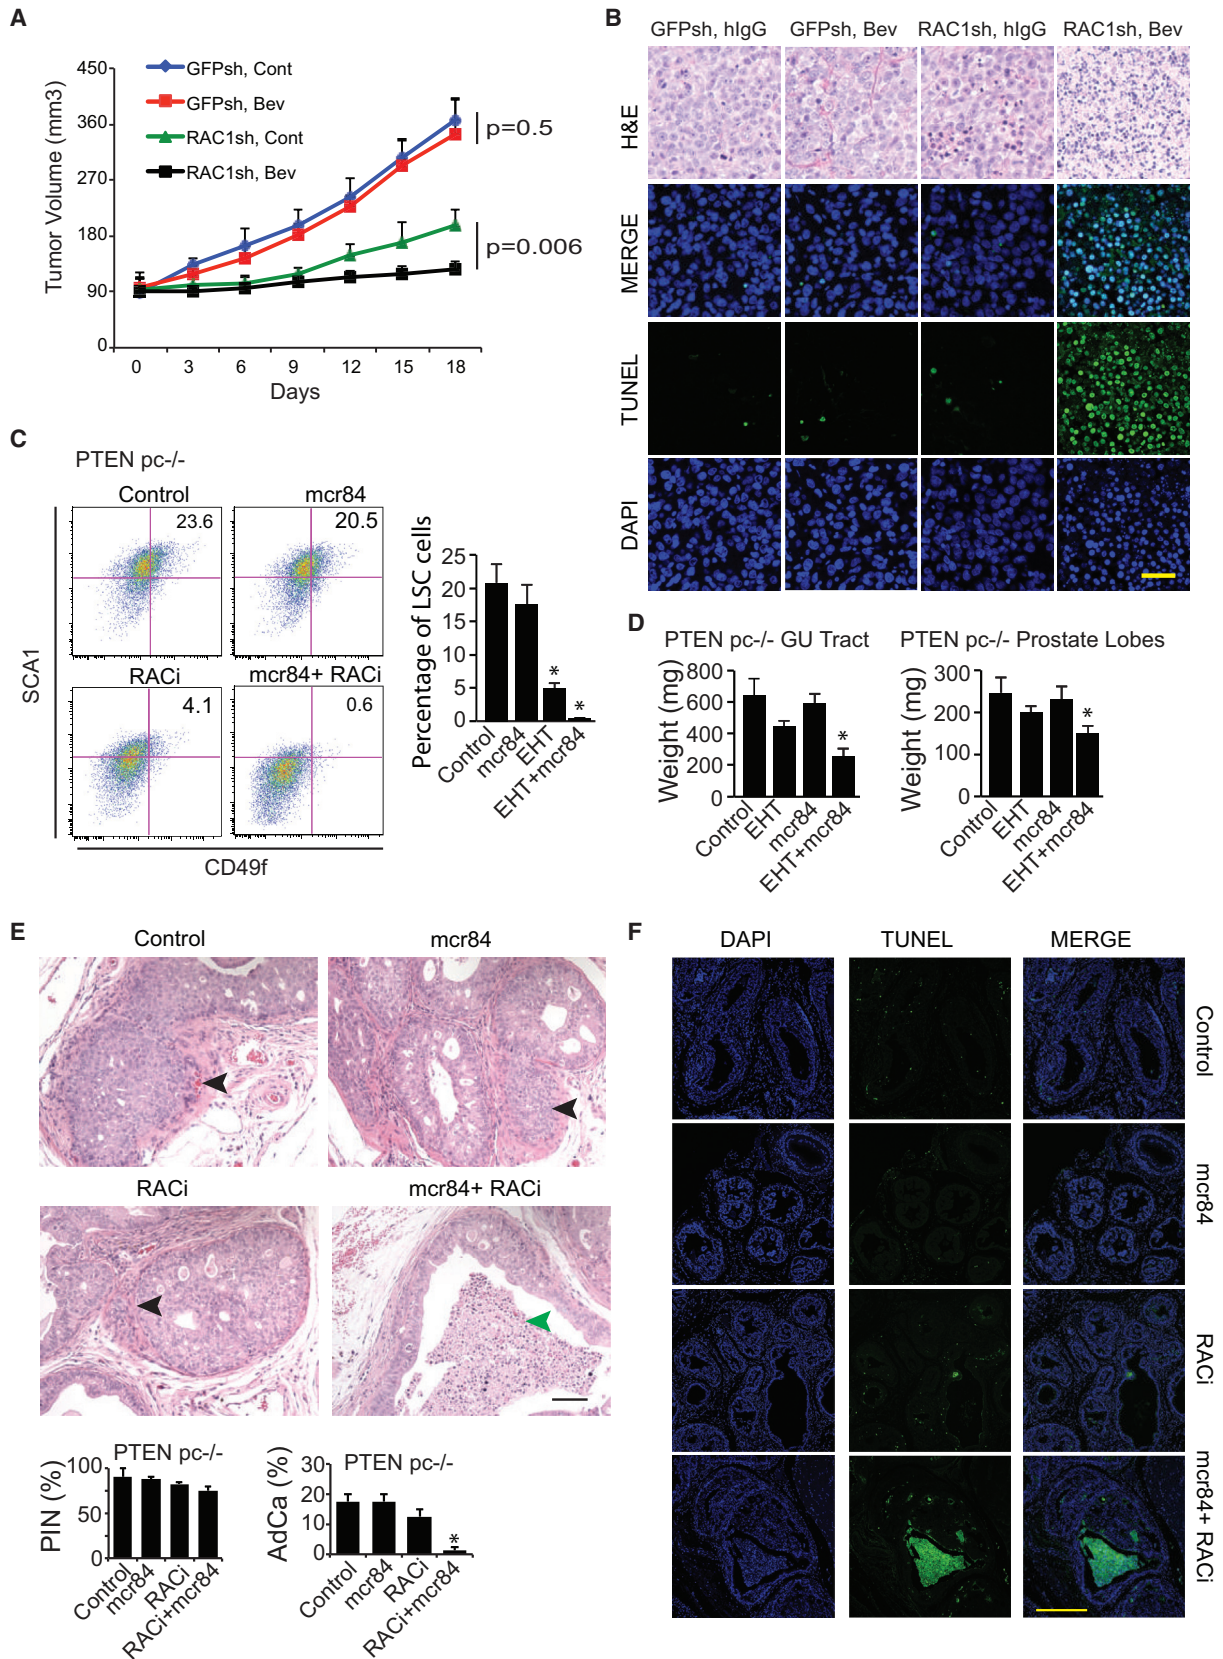 A
450
360
270
180
90
0
Tumor Volume (mm3)
GFPsh, Cont
GFPsh, Bev
RAC1sh, Cont
RAC1sh, Bev
p=0.5
p=0.006
0 3 6 9 12 15 18
Days
B
GFPsh, hIgG GFPsh, Bev RAC1sh, hIgG RAC1sh, Bev
H&E
MERGE
TUNEL
DAPI
C
PTEN pc-/-
Control mcr84
23.6 20.5
RACi mcr84+ RACi
4.1 0.6
SCA1
CD49f
Percentage of LSC cells
25
20
15
10
5
0
* *
Control mcr84 EHT EHT+mcr84
D
PTEN pc-/- GU Tract
Weight (mg)
800
600
400
200
0
*
Control EHT mcr84 EHT+mcr84
PTEN pc-/- Prostate Lobes
Weight (mg)
300
200
100
0
*
Control EHT mcr84 EHT+mcr84
E
Control mcr84
RACi mcr84+ RACi
PTEN pc-/-
PIN (%)
100
50
0
Control mcr84 RACi RACi+mcr84
PTEN pc-/-
AdCa (%)
30
20
10
0
*
Control mcr84 RACi RACi+mcr84
F
DAPI TUNEL MERGE
Control
mcr84
RACi
mcr84+ RACi